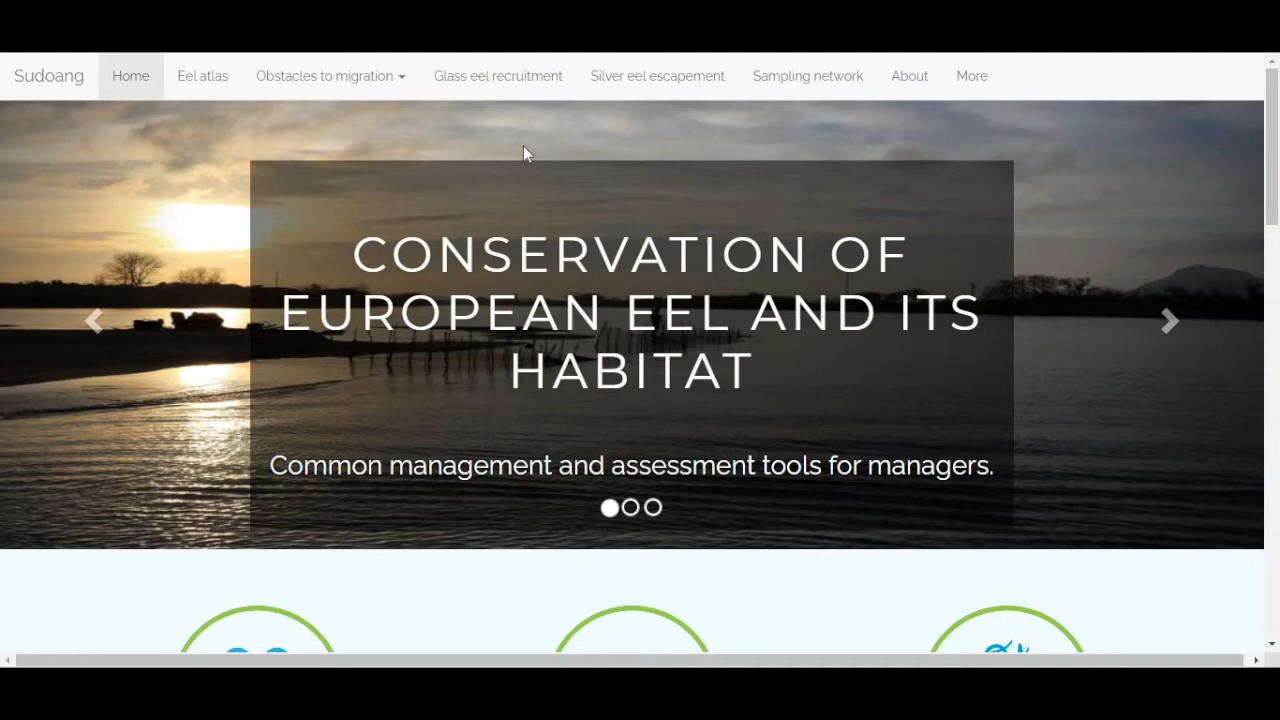 Sudoang Home Eel atlas Obstacles to migration Glass eel recruitment Silver eel escapement Sampling network About More
CONSERVATION OF
EUROPEAN EEL AND ITS
HABITAT
Common management and assessment tools for managers.